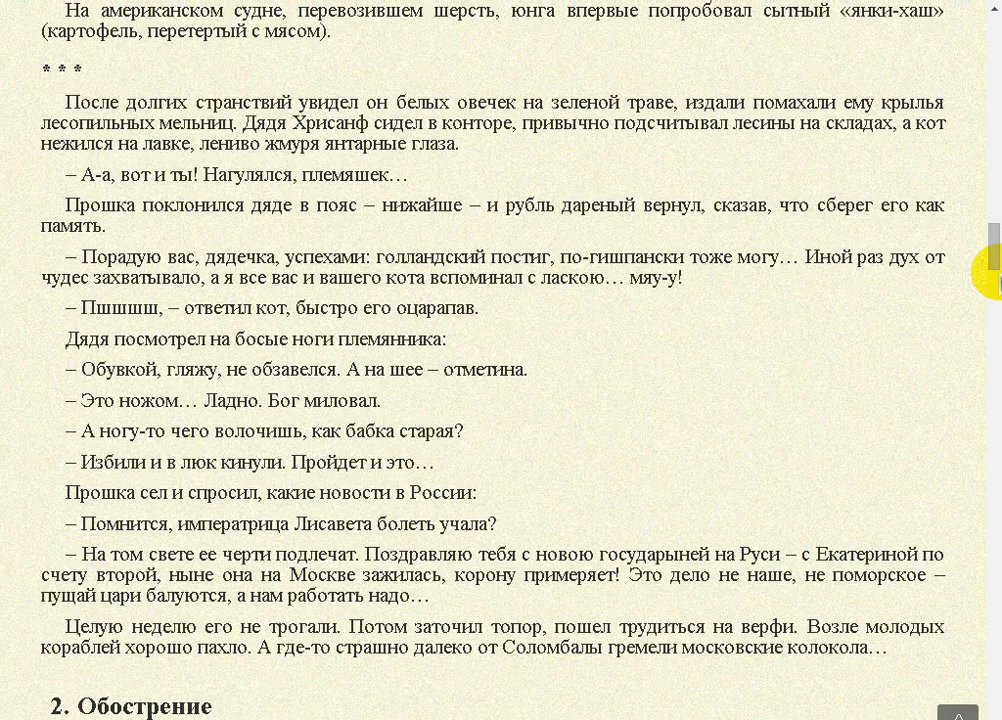 На американском судне, перевозившем шерсть, юнга впервые попробовал сытный «янки-хаш»
(картофель, перетертый с мясом).
* * *
После долгих странствий увидел он белых овечек на зеленой траве, издали помахали ему крылья
лесопильных мельниц. Дядя Хрисанф сидел в конторе, привычно подсчитывал лесины на складах, а кот
нежился на лавке, лениво жмуря янтарные глаза.
– А-а, вот и ты! Нагулялся, племяшек…
Прошка поклонился дяде в пояс – нижайше – и рубль дареный вернул, сказав, что сберег его как
память.
– Порадую вас, дядечка, успехами: голландский постиг, по-гишпански тоже могу… Иной раз дух от
чудес захватывало, а я все вас и вашего кота вспоминал с ласкою… мяу-у!
– Пшшшш, – ответил кот, быстро его оцарапав.
Дядя посмотрел на босые ноги племянника:
– Обувкой, гляжу, не обзавелся. А на шее – отметина.
– Это ножом… Ладно. Бог миловал.
– А ногу-то чего волочишь, как бабка старая?
– Избили и в люк кинули. Пройдет и это…
Прошка сел и спросил, какие новости в России:
– Помнится, императрица Лисавета болеть учала?
– На том свете ее черти подлечат. Поздравляю тебя с новою государыней на Руси – с Екатериной по
счету второй, ныне она на Москве зажилась, корону примеряет! Это дело не наше, не поморское –
пущай цари балуются, а нам работать надо…
Целую неделю его не трогали. Потом заточил топор, пошел трудиться на верфи. Возле молодых
кораблей хорошо пахло. А где-то страшно далеко от Соломбалы гремели московские колокола…
2. Обострение